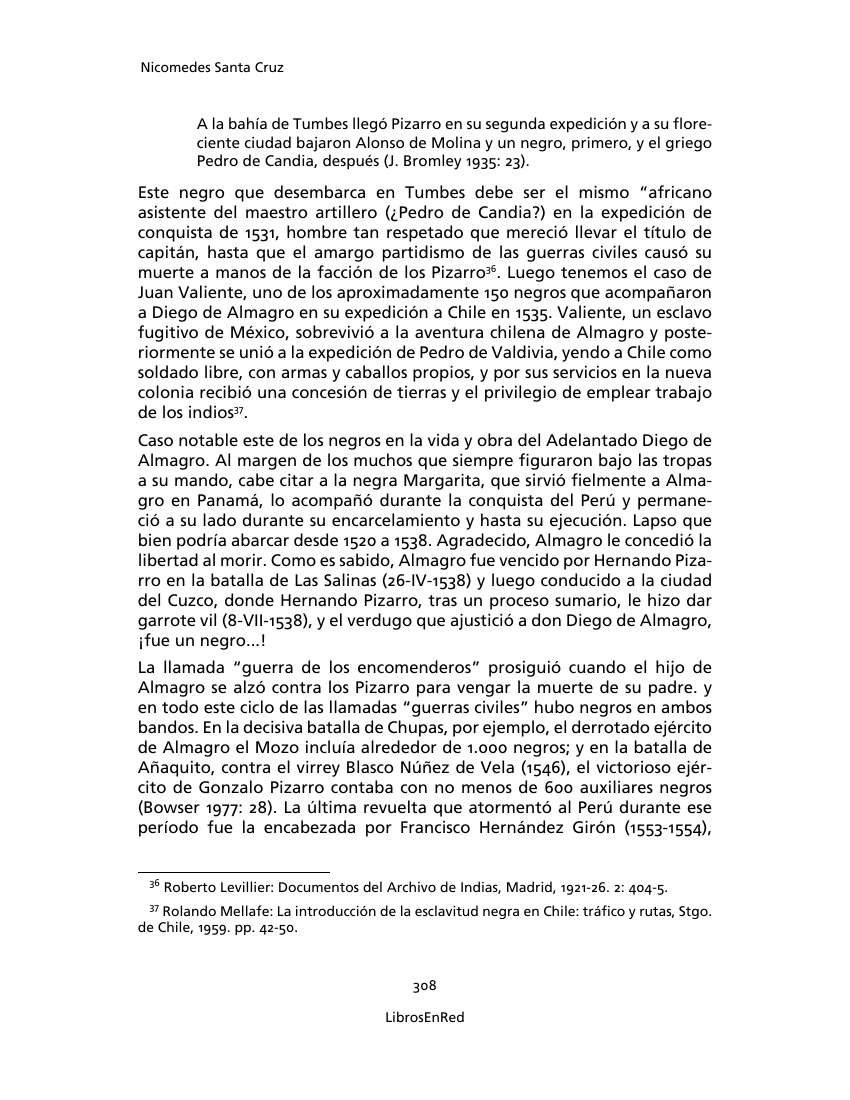 Nicomedes Santa Cruz
A la bahía de Tumbes llegó Pizarro en su segunda expedición y a su flore-
ciente ciudad bajaron Alonso de Molina y un negro, primero, y el griego
Pedro de Candia, después (J. Bromley 1935: 23).
Este negro que desembarca en Tumbes debe ser el mismo “africano
asistente del maestro artillero (¿Pedro de Candia?) en la expedición de
conquista de 1531, hombre tan respetado que mereció llevar el título de
capitán, hasta que el amargo partidismo de las guerras civiles causó su
muerte a manos de la facción de los Pizarro³⁶. Luego tenemos el caso de
Juan Valiente, uno de los aproximadamente 150 negros que acompañaron
a Diego de Almagro en su expedición a Chile en 1535. Valiente, un esclavo
fugitivo de México, sobrevivió a la aventura chilena de Almagro y poste-
riormente se unió a la expedición de Pedro de Valdivia, yendo a Chile como
soldado libre, con armas y caballos propios, y por sus servicios en la nueva
colonia recibió una concesión de tierras y el privilegio de emplear trabajo
de los indios³⁷.
Caso notable este de los negros en la vida y obra del Adelantado Diego de
Almagro. Al margen de los muchos que siempre figuraron bajo las tropas
a su mando, cabe citar a la negra Margarita, que sirvió fielmente a Alma-
gro en Panamá, lo acompañó durante la conquista del Perú y permane-
ció a su lado durante su encarcelamiento y hasta su ejecución. Lapso que
bien podría abarcar desde 1520 a 1538. Agradecido, Almagro le concedió la
libertad al morir. Como es sabido, Almagro fue vencido por Hernando Piza-
rro en la batalla de Las Salinas (26-IV-1538) y luego conducido a la ciudad
del Cuzco, donde Hernando Pizarro, tras un proceso sumario, le hizo dar
garrote vil (8-VII-1538), y el verdugo que ajustició a don Diego de Almagro,
¡fue un negro...!
La llamada “guerra de los encomenderos” prosiguió cuando el hijo de
Almagro se alzó contra los Pizarro para vengar la muerte de su padre. y
en todo este ciclo de las llamadas “guerras civiles” hubo negros en ambos
bandos. En la decisiva batalla de Chupas, por ejemplo, el derrotado ejército
de Almagro el Mozo incluía alrededor de 1.000 negros; y en la batalla de
Añaquito, contra el virrey Blasco Núñez de Vela (1546), el victorioso ejér-
cito de Gonzalo Pizarro contaba con no menos de 600 auxiliares negros
(Bowser 1977: 28). La última revuelta que atormentó al Perú durante ese
período fue la encabezada por Francisco Hernández Girón (1553-1554),
³⁶ Roberto Levillier: Documentos del Archivo de Indias, Madrid, 1921-26. 2: 404-5.
³⁷ Rolando Mellafe: La introducción de la esclavitud negra en Chile: tráfico y rutas, Stgo.
de Chile, 1959. pp. 42-50.
308
LibrosEnRed